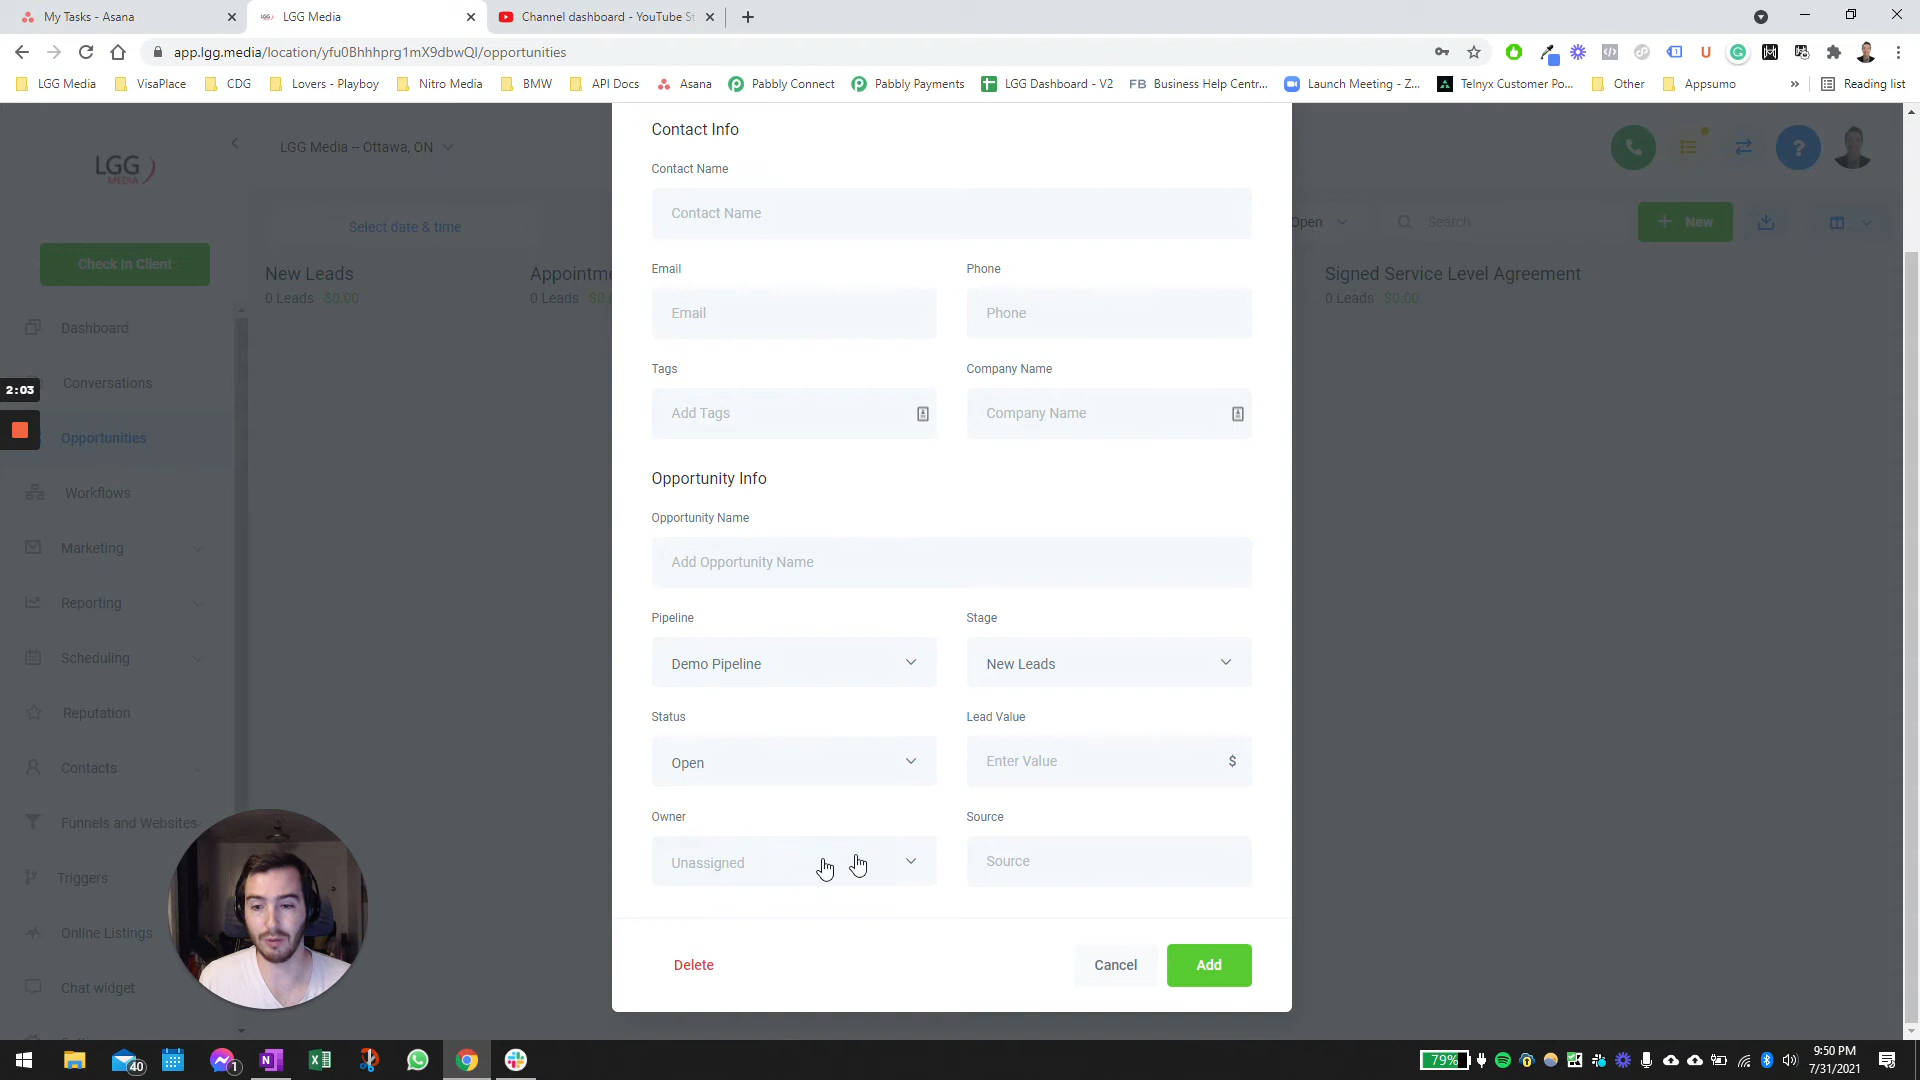 My Tasks - Asana
LGG Media
Channel dashboard - YouTube St
app.lgg.media/location/yfu0Bhhhprg1mX9dbwQl/opportunities
LGG Media
VisaPlace
CDG
Lovers - Playboy
Nitro Media
BMW
API Docs
Asana
Pabbly Connect
Pabbly Payments
LGG Dashboard - V2
FB Business Help Centr...
Launch Meeting - Z...
Telnyx Customer Po...
Other
Appsumo
»
Reading list
LGG
MEDIA
LGG Media -- Ottawa, ON
Contact Info
Contact Name
Contact Name
Select date & time
Open
Search
+ New
Check In Client
New Leads
0 Leads $0.00
Appointme
0 Leads $0.
Signed Service Level Agreement
0 Leads $0.00
Email
Phone
Email
Phone
Tags
Company Name
Add Tags
Company Name
Dashboard
Conversations
2:03
Opportunities
Workflows
Marketing
Reporting
Scheduling
Reputation
Contacts
Funnels and Websites
Triggers
Online Listings
Chat widget
Opportunity Info
Opportunity Name
Add Opportunity Name
Pipeline
Stage
Demo Pipeline
New Leads
Status
Lead Value
Open
Enter Value
$
Owner
Source
Unassigned
Source
Delete
Cancel
Add
40
1
79%
9:50 PM
7/31/2021